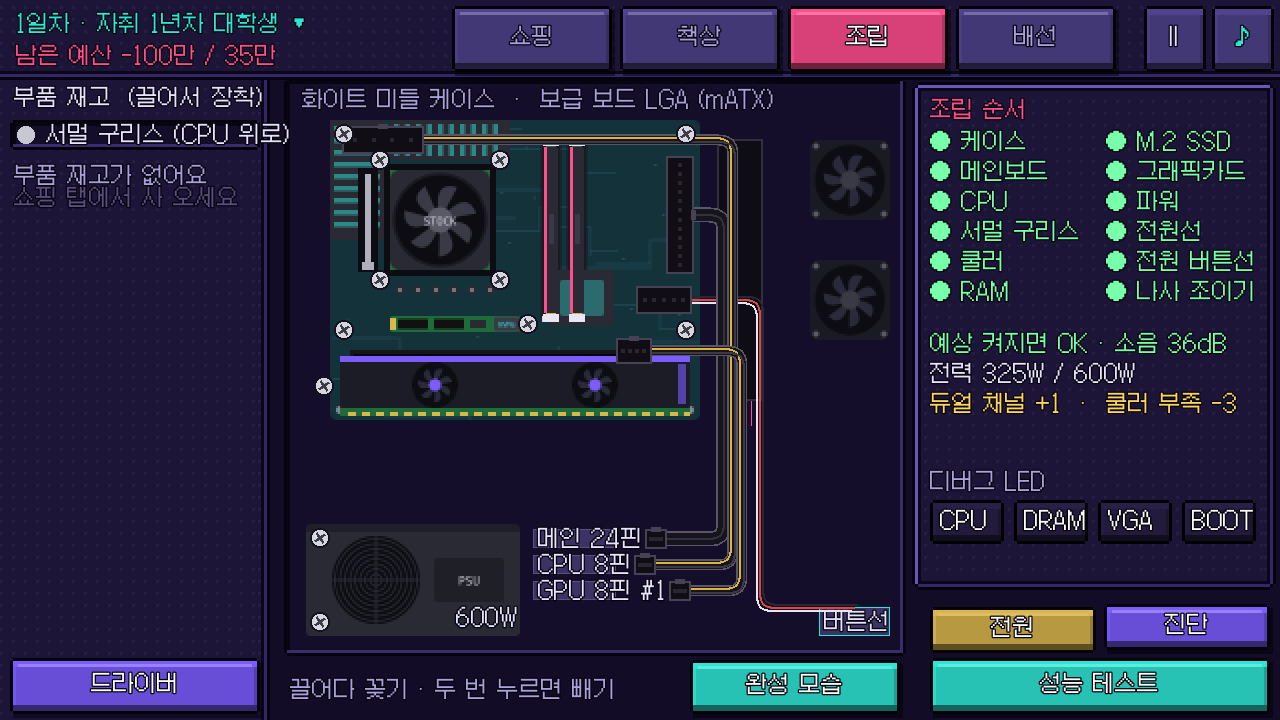 1일차 · 자취 1년차 대학생 ▼
남은 예산 -100만 / 35만
쇼핑
책상
조립
배선
부품 재고 (끌어서 장착)
서멀 구리스 (CPU 위로)
부품 재고가 없어요
쇼핑 탭에서 사 오세요
화이트 미들 케이스 · 보급 보드 LGA (mATX)
STOCK
PSU
600W
메인 24핀
CPU 8핀
GPU 8핀 #1
버튼선
조립 순서
케이스
메인보드
CPU
서멀 구리스
쿨러
RAM
M.2 SSD
그래픽카드
파워
전원선
전원 버튼선
나사 조이기
예상 켜지면 OK · 소음 36dB
전력 325W / 600W
듀얼 채널 +1 · 쿨러 부족 -3
디버그 LED
CPU
DRAM
VGA
BOOT
전원
진단
드라이버
끌어다 꽂기 · 두 번 누르면 빼기
완성 모습
성능 테스트